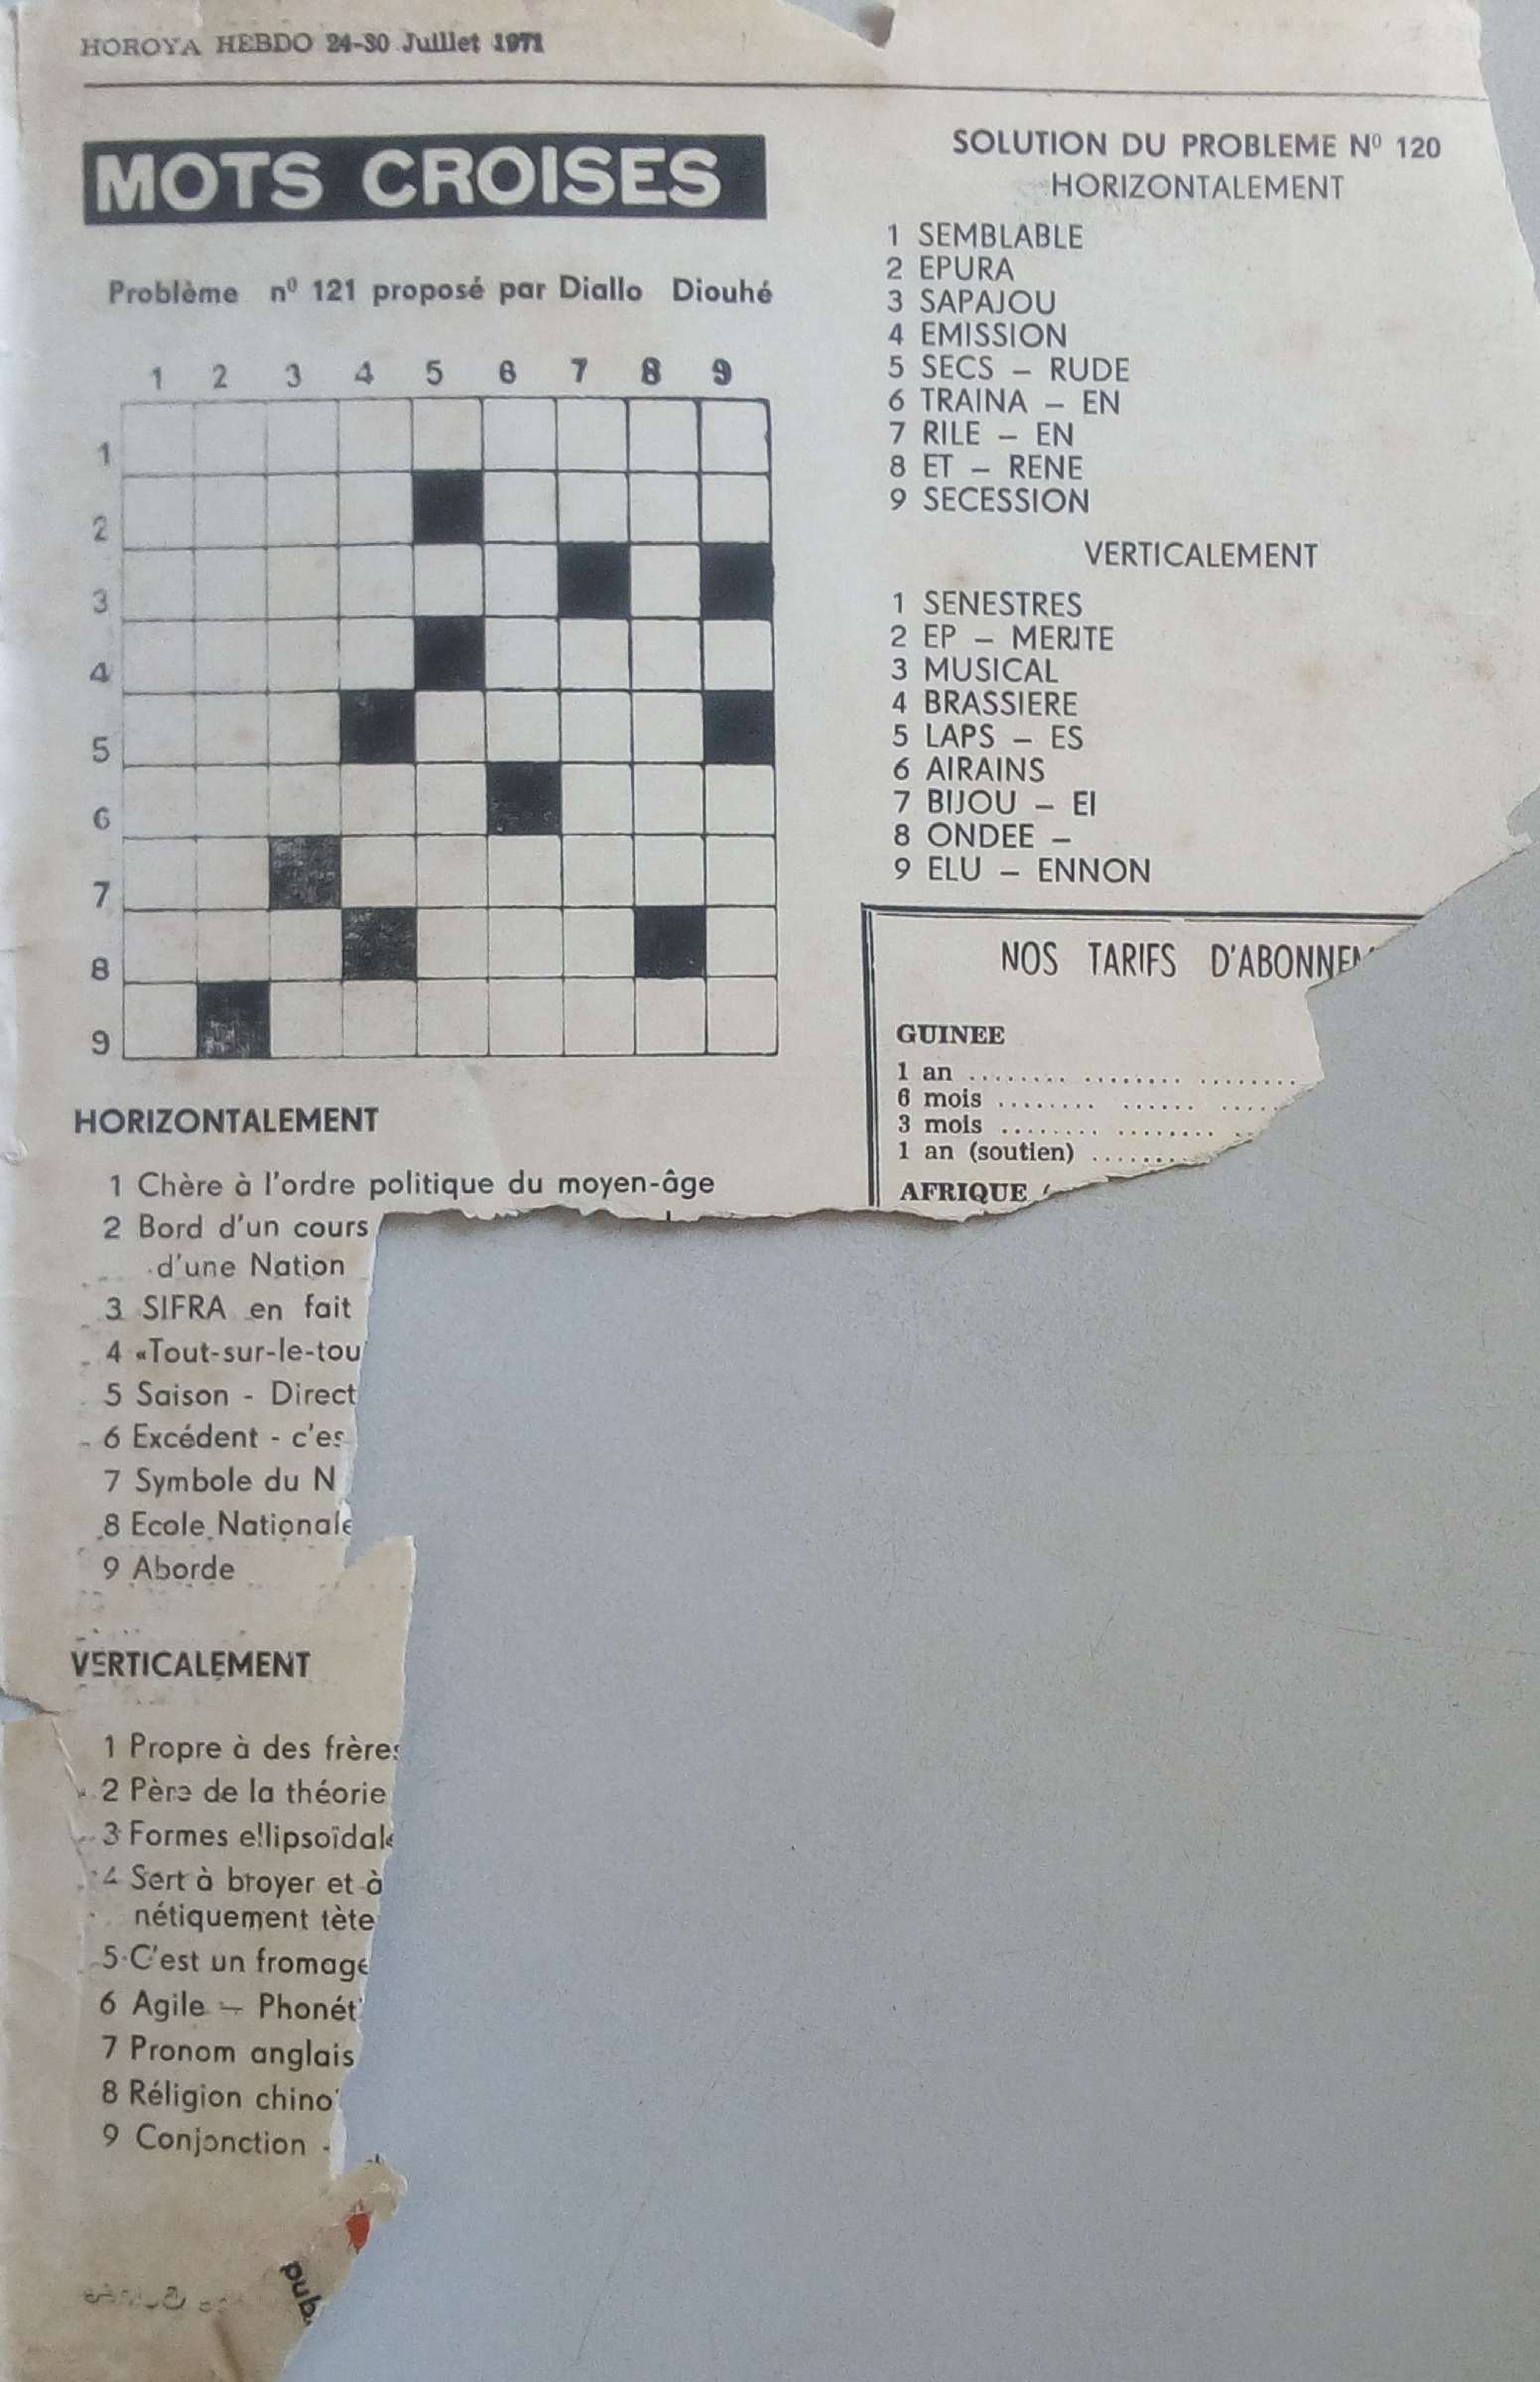 HOROYA HEBDO 24-30 Juillet 1971
MOTS CROISES
Problème nº 121 proposé par Diallo Diouhé
1 2 3 4 5 6 7 8 9
1
2
3
4
5
6
7
8
9
HORIZONTALEMENT
1 Chère à l'ordre politique du moyen-âge
2 Bord d'un cours
d'une Nation
3 SIFRA en fait
4 «Tout-sur-le-tou
5 Saison - Direct
6 Excédent - c'es
7 Symbole du N
8 Ecole Nationale
9 Aborde
VERTICALEMENT
1 Propre à des frères
2 Père de la théorie
3 Formes ellipsoïdale
4 Sert à broyer et à
nétiquement tète
5 C'est un fromage
6 Agile – Phonét
7 Pronom anglais
8 Réligion chino
9 Conjonction -
pub
SOLUTION DU PROBLEME Nº 120
HORIZONTALEMENT
1 SEMBLABLE
2 EPURA
3 SAPAJOU
4 EMISSION
5 SECS – RUDE
6 TRAINA – EN
7 RILE – EN
8 ET – RENE
9 SECESSION
VERTICALEMENT
1 SENESTRES
2 EP – MERITE
3 MUSICAL
4 BRASSIERE
5 LAPS – ES
6 AIRAINS
7 BIJOU – EI
8 ONDEE –
9 ELU – ENNON
NOS TARIFS D'ABONNEM
GUINEE
1 an ........ ........ ........
6 mois ........ ...... .....
3 mois ........ ........ ..
1 an (soutien) ..........
AFRIQUE